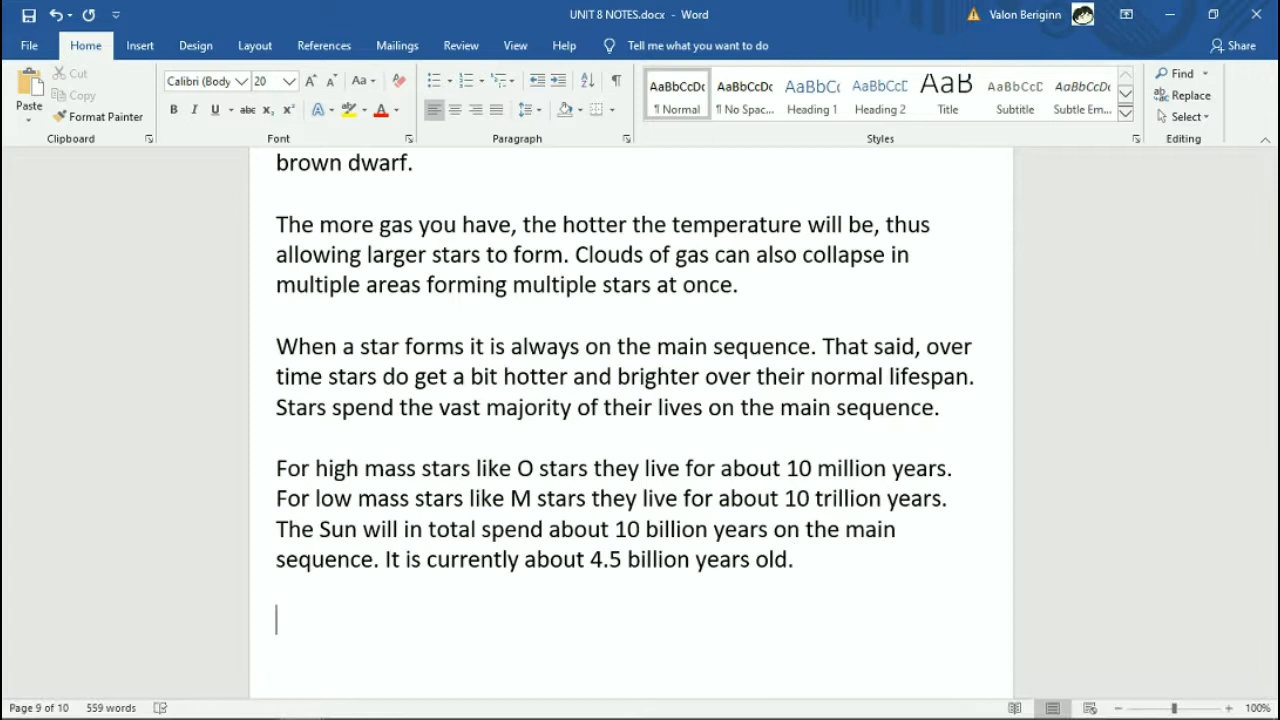 UNIT 8 NOTES.docx - Word
Valon Beriginn
File Home Insert Design Layout References Mailings Review View Help Tell me what you want to do Share
Paste
Cut
Copy
Format Painter
Calibri (Body 20
AaBbCcDc AaBbCcDc AaBbCc AaBbCcD AaB AaBbCcD AaBbCcDc
¶ Normal ¶ No Spac... Heading 1 Heading 2 Title Subtitle Subtle Em...
Find
Replace
Select
Clipboard Font Paragraph Styles Editing
brown dwarf.
The more gas you have, the hotter the temperature will be, thus
allowing larger stars to form. Clouds of gas can also collapse in
multiple areas forming multiple stars at once.
When a star forms it is always on the main sequence. That said, over
time stars do get a bit hotter and brighter over their normal lifespan.
Stars spend the vast majority of their lives on the main sequence.
For high mass stars like O stars they live for about 10 million years.
For low mass stars like M stars they live for about 10 trillion years.
The Sun will in total spend about 10 billion years on the main
sequence. It is currently about 4.5 billion years old.
Page 9 of 10 559 words 100%